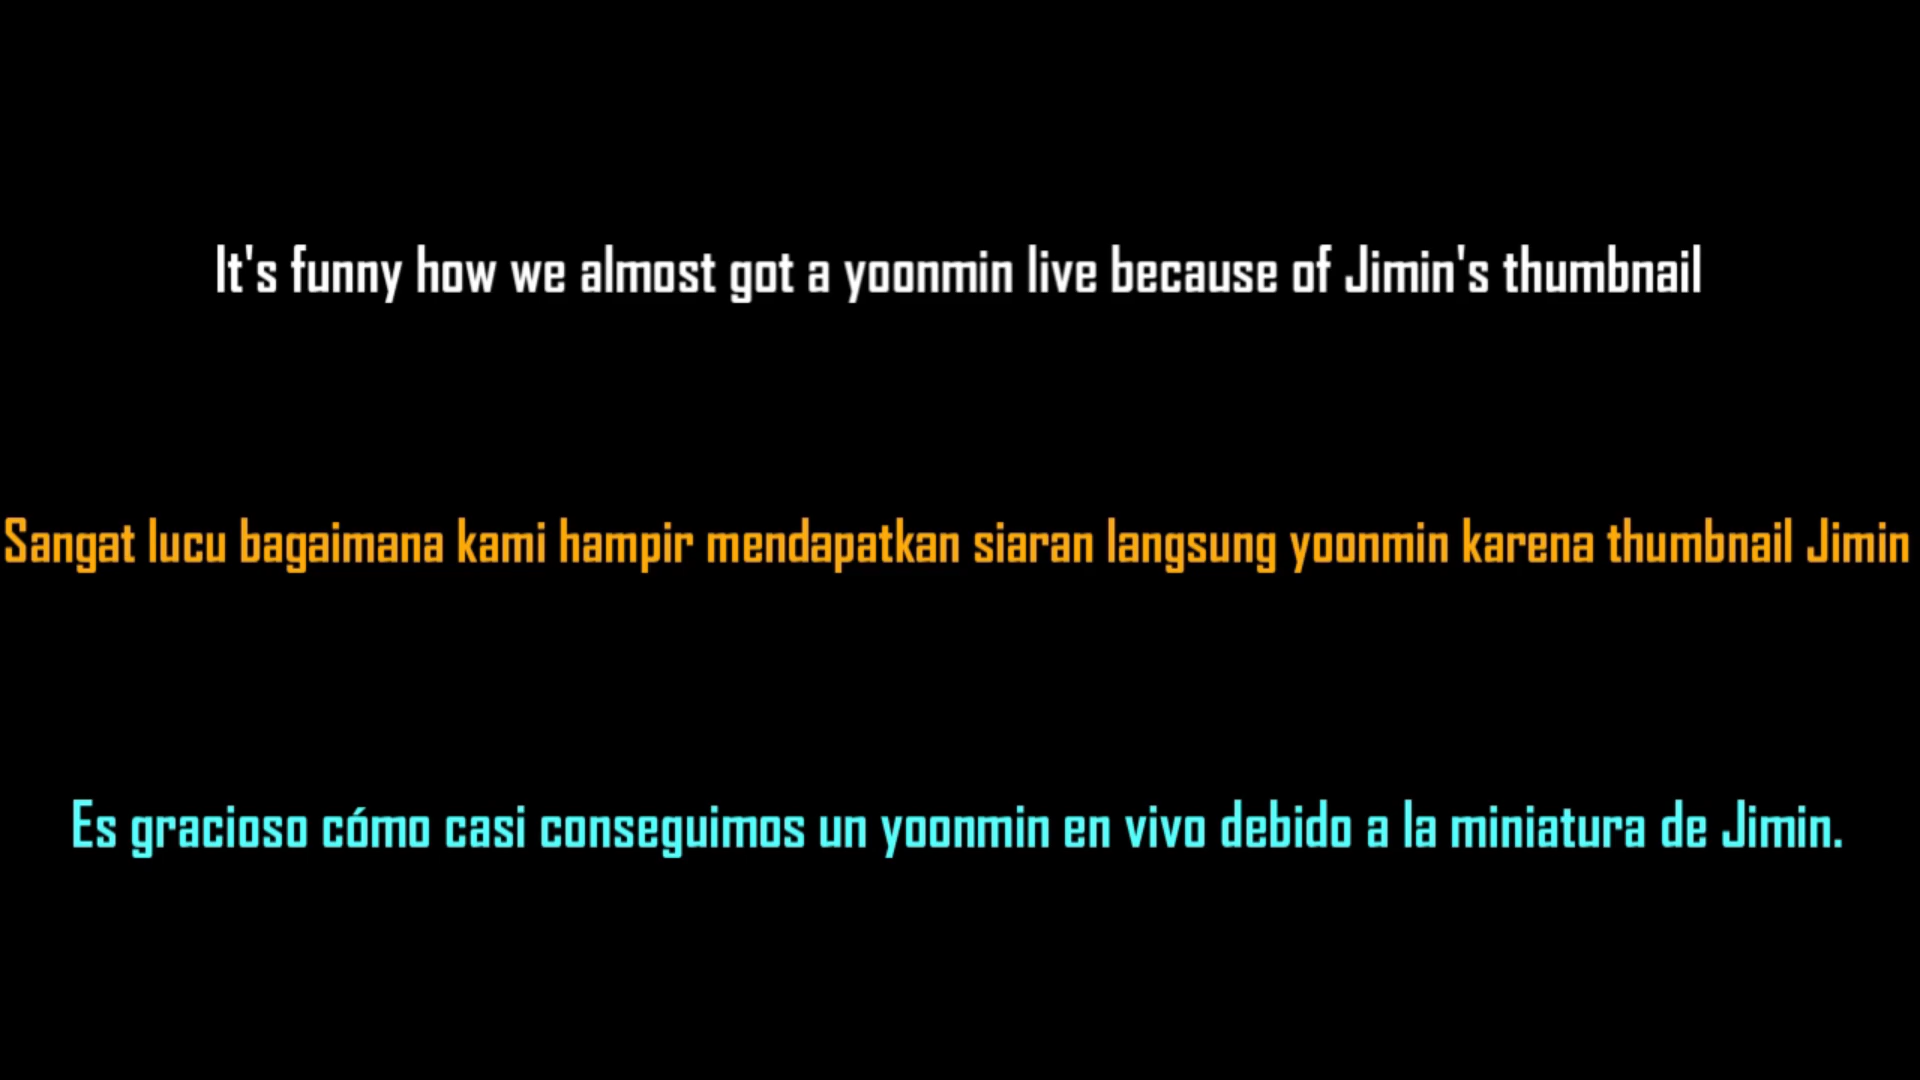 It's funny how we almost got a yoonmin live because of Jimin's thumbnail
Sangat lucu bagaimana kami hampir mendapatkan siaran langsung yoonmin karena thumbnail Jimin
Es gracioso cómo casi conseguimos un yoonmin en vivo debido a la miniatura de Jimin.